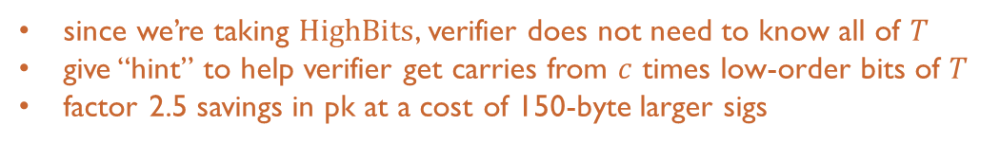 • since we're taking HighBits, verifier does not need to know all of T
• give “hint” to help verifier get carries from c times low-order bits of T
• factor 2.5 savings in pk at a cost of 150-byte larger sigs